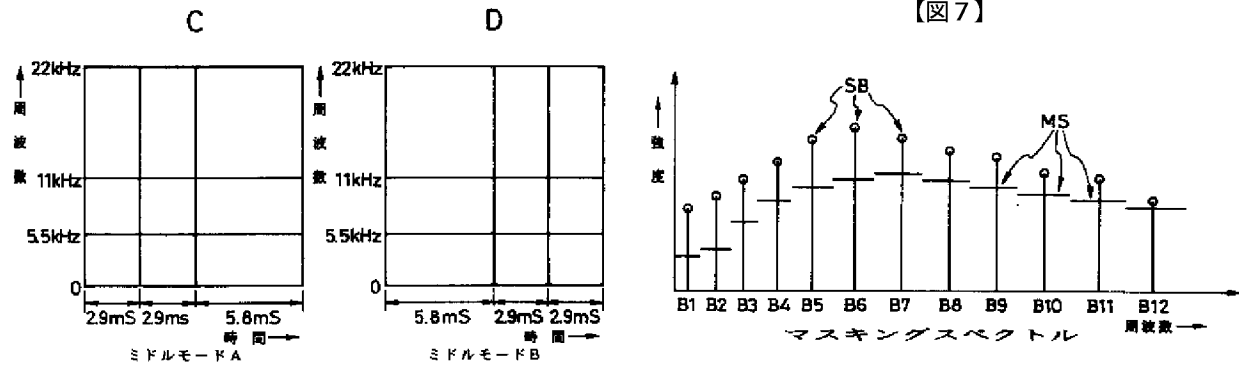 C
22kHz
周波数
11kHz
5.5kHz
0
2.9mS 2.9ms 5.8mS
時間
ミドルモードA
D
22kHz
周波数
11kHz
5.5kHz
0
5.8mS 2.9mS 2.9mS
時間
ミドルモードB
【図7】
SB
MS
強度
B1 B2 B3 B4 B5 B6 B7 B8 B9 B10 B11 B12
周波数
マスキングスペクトル